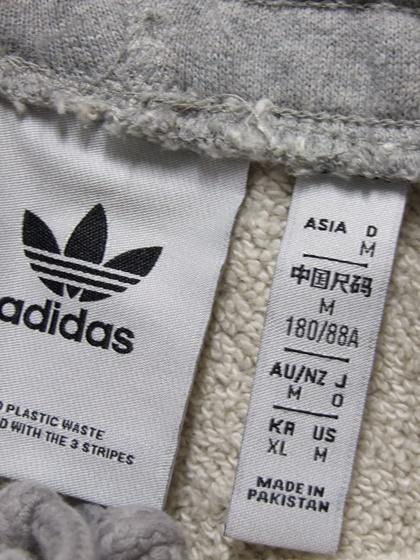 adidas
PLASTIC WASTE
WITH THE 3 STRIPES
ASIA D
M
中国尺码
M
180/88A
AU/NZ J
M O
KR US
XL M
MADE IN
PAKISTAN